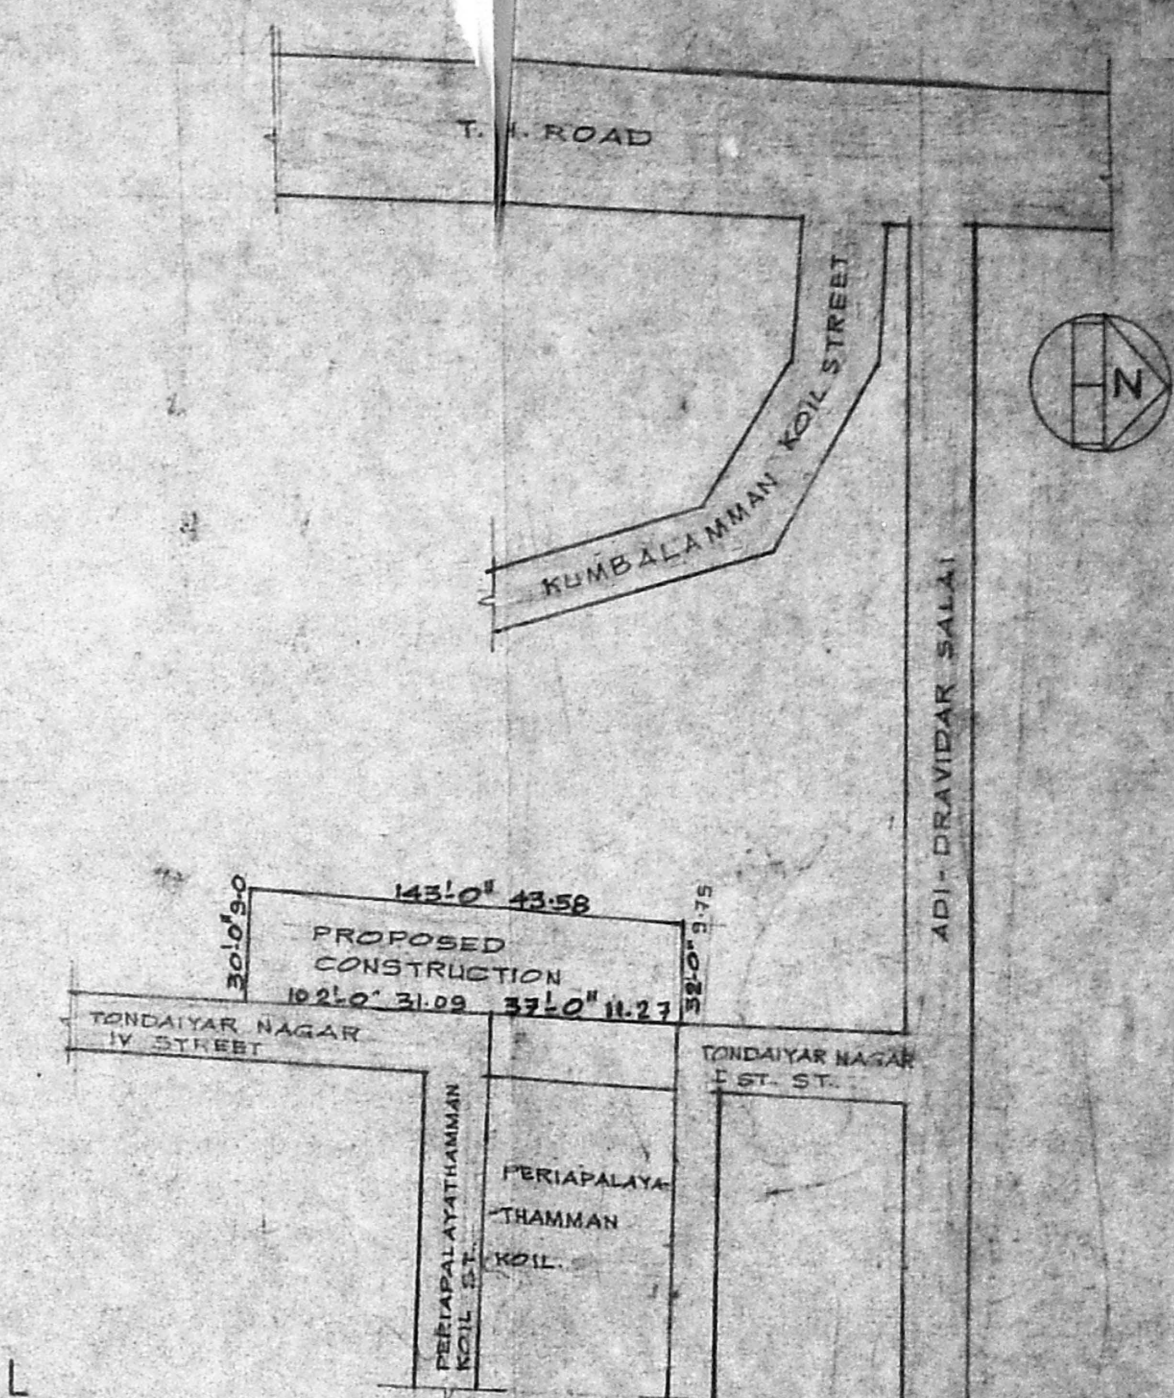 T. H. ROAD
KUMBALAMMAN KOIL STREET
N
ADI-DRAVIDAR SALAI
143'-0" 43.58
30'-0" 9.0
32'-0" 9.75
PROPOSED
CONSTRUCTION
102'-0" 31.09
37'-0" 11.27
TONDAIYAR NAGAR
IV STREET
TONDAIYAR NAGAR
I ST. ST.
PERIAPALAYATHAMMAN
KOIL ST.
PERIAPALAYA-
THAMMAN
KOIL.
L